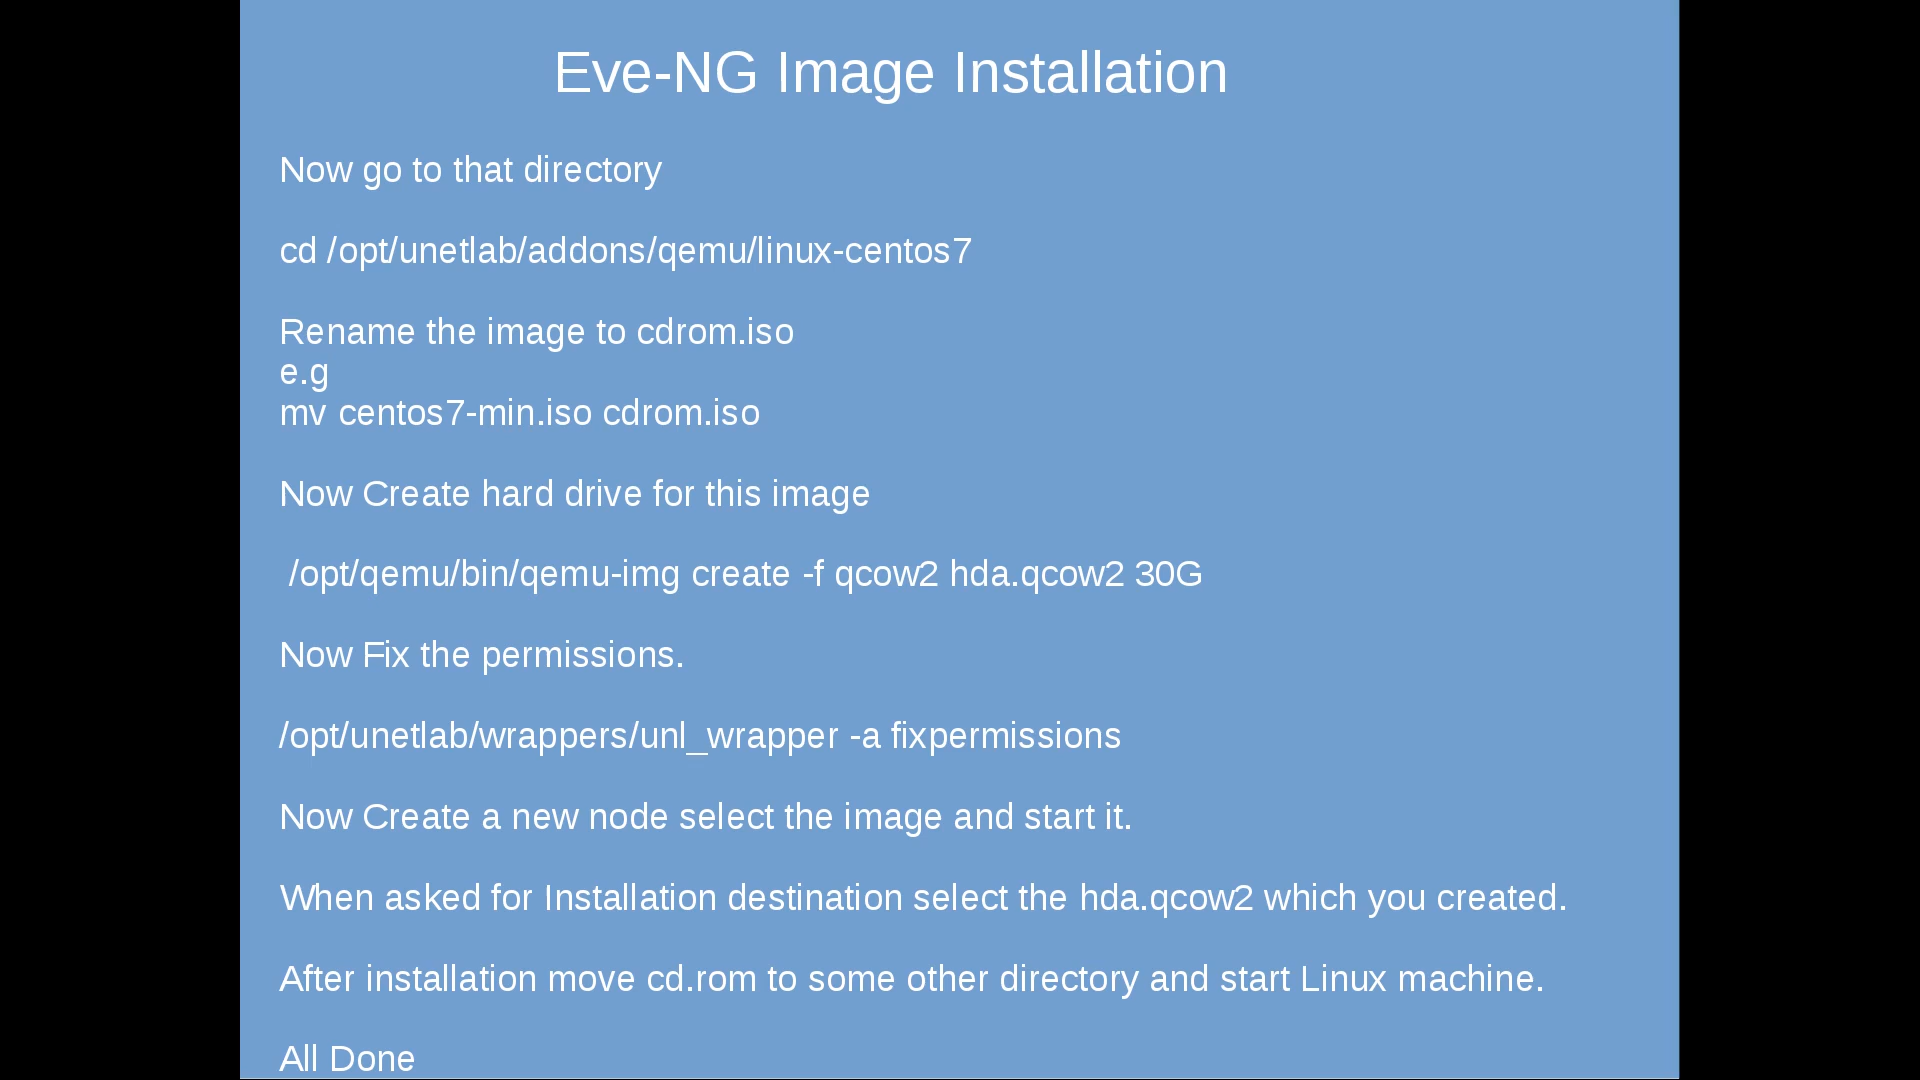 Eve-NG Image Installation
Now go to that directory
cd /opt/unetlab/addons/qemu/linux-centos7
Rename the image to cdrom.iso
e.g
mv centos7-min.iso cdrom.iso
Now Create hard drive for this image
/opt/qemu/bin/qemu-img create -f qcow2 hda.qcow2 30G
Now Fix the permissions.
/opt/unetlab/wrappers/unl_wrapper -a fixpermissions
Now Create a new node select the image and start it.
When asked for Installation destination select the hda.qcow2 which you created.
After installation move cd.rom to some other directory and start Linux machine.
All Done